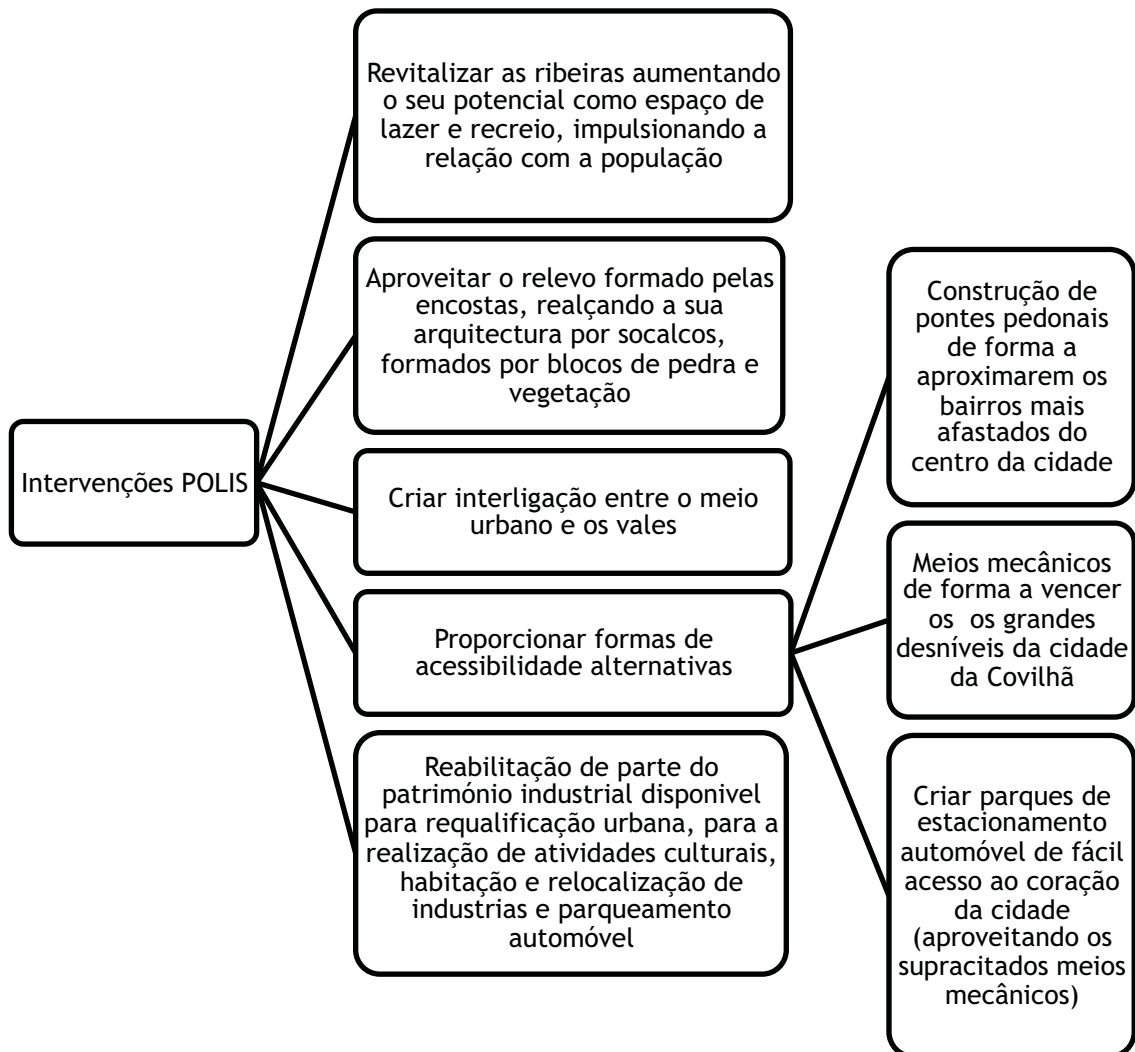 Intervenções POLIS
Revitalizar as ribeiras aumentando
o seu potencial como espaço de
lazer e recreio, impulsionando a
relação com a população
Aproveitar o relevo formado pelas
encostas, realçando a sua
arquitectura por socalcos,
formados por blocos de pedra e
vegetação
Criar interligação entre o meio
urbano e os vales
Proporcionar formas de
acessibilidade alternativas
Reabilitação de parte do
património industrial disponivel
para requalificação urbana, para a
realização de atividades culturais,
habitação e relocalização de
industrias e parqueamento
automóvel
Construção de
pontes pedonais
de forma a
aproximarem os
bairros mais
afastados do
centro da cidade
Meios mecânicos
de forma a vencer
os  os grandes
desníveis da cidade
da Covilhã
Criar parques de
estacionamento
automóvel de fácil
acesso ao coração
da cidade
(aproveitando os
supracitados meios
mecânicos)